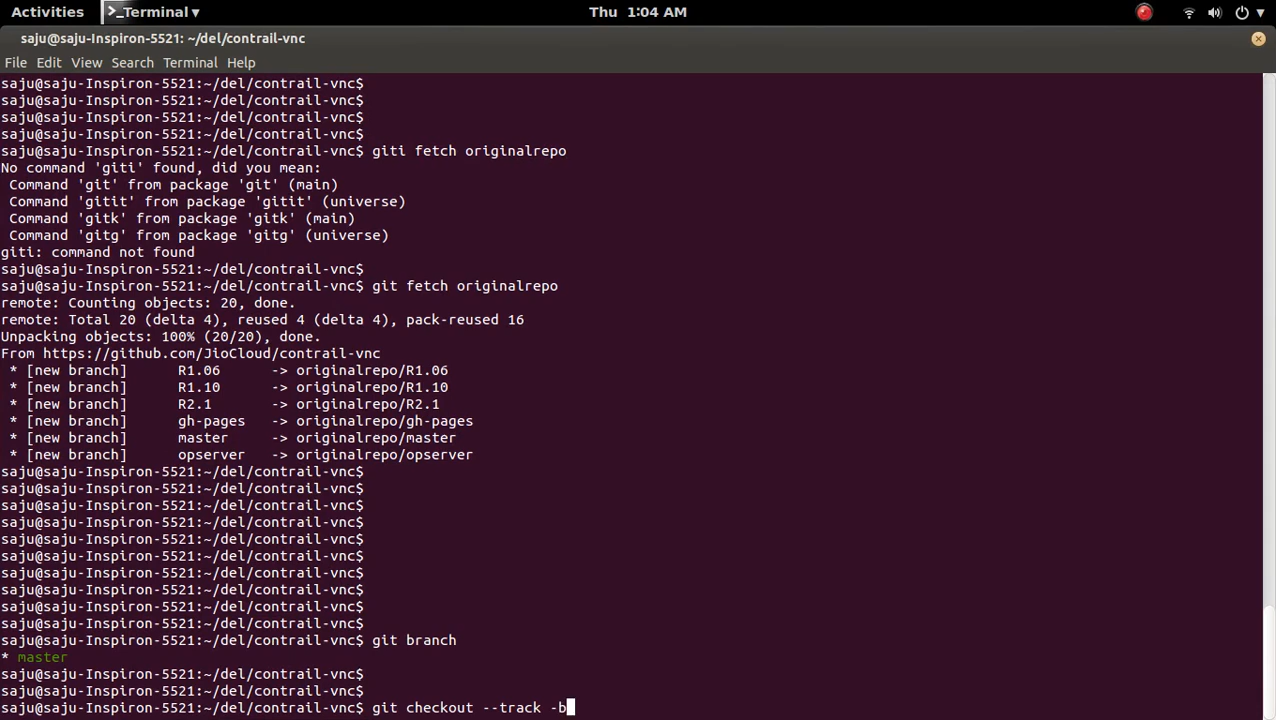 Activities Terminal Thu 1:04 AM
saju@saju-Inspiron-5521: ~/del/contrail-vnc
File Edit View Search Terminal Help
saju@saju-Inspiron-5521:~/del/contrail-vnc$
saju@saju-Inspiron-5521:~/del/contrail-vnc$
saju@saju-Inspiron-5521:~/del/contrail-vnc$
saju@saju-Inspiron-5521:~/del/contrail-vnc$
saju@saju-Inspiron-5521:~/del/contrail-vnc$ giti fetch originalrepo
No command 'giti' found, did you mean:
 Command 'git' from package 'git' (main)
 Command 'gitit' from package 'gitit' (universe)
 Command 'gitk' from package 'gitk' (main)
 Command 'gitg' from package 'gitg' (universe)
giti: command not found
saju@saju-Inspiron-5521:~/del/contrail-vnc$
saju@saju-Inspiron-5521:~/del/contrail-vnc$ git fetch originalrepo
remote: Counting objects: 20, done.
remote: Total 20 (delta 4), reused 4 (delta 4), pack-reused 16
Unpacking objects: 100% (20/20), done.
From https://github.com/JioCloud/contrail-vnc
 * [new branch]      R1.06      -> originalrepo/R1.06
 * [new branch]      R1.10      -> originalrepo/R1.10
 * [new branch]      R2.1       -> originalrepo/R2.1
 * [new branch]      gh-pages   -> originalrepo/gh-pages
 * [new branch]      master     -> originalrepo/master
 * [new branch]      opserver   -> originalrepo/opserver
saju@saju-Inspiron-5521:~/del/contrail-vnc$
saju@saju-Inspiron-5521:~/del/contrail-vnc$
saju@saju-Inspiron-5521:~/del/contrail-vnc$
saju@saju-Inspiron-5521:~/del/contrail-vnc$
saju@saju-Inspiron-5521:~/del/contrail-vnc$
saju@saju-Inspiron-5521:~/del/contrail-vnc$
saju@saju-Inspiron-5521:~/del/contrail-vnc$
saju@saju-Inspiron-5521:~/del/contrail-vnc$
saju@saju-Inspiron-5521:~/del/contrail-vnc$
saju@saju-Inspiron-5521:~/del/contrail-vnc$
saju@saju-Inspiron-5521:~/del/contrail-vnc$ git branch
* master
saju@saju-Inspiron-5521:~/del/contrail-vnc$
saju@saju-Inspiron-5521:~/del/contrail-vnc$
saju@saju-Inspiron-5521:~/del/contrail-vnc$ git checkout --track -b